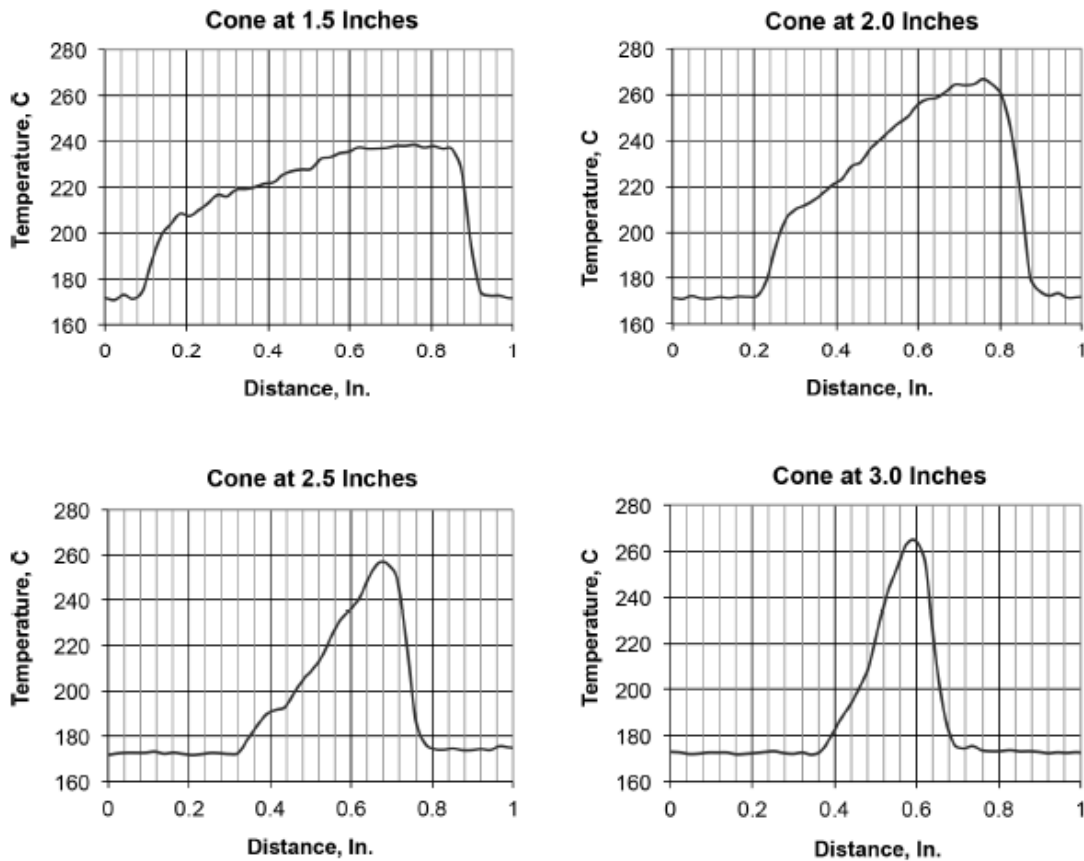 Cone at 1.5 Inches
280
260
240
220
200
180
160
Temperature, C
0 0.2 0.4 0.6 0.8 1
Distance, In.
Cone at 2.0 Inches
280
260
240
220
200
180
160
Temperature, C
0 0.2 0.4 0.6 0.8 1
Distance, In.
Cone at 2.5 Inches
280
260
240
220
200
180
160
Temperature, C
0 0.2 0.4 0.6 0.8 1
Distance, In.
Cone at 3.0 Inches
280
260
240
220
200
180
160
Temperature, C
0 0.2 0.4 0.6 0.8 1
Distance, In.